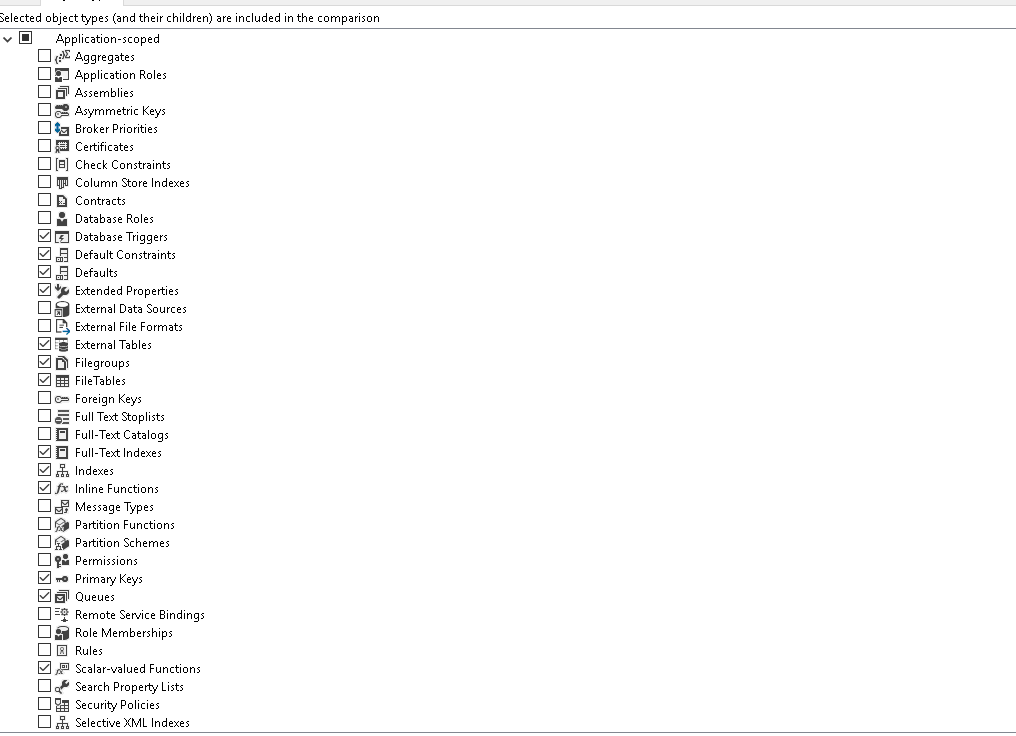 Selected object types (and their children) are included in the comparison
Application-scoped
Aggregates
Application Roles
Assemblies
Asymmetric Keys
Broker Priorities
Certificates
Check Constraints
Column Store Indexes
Contracts
Database Roles
Database Triggers
Default Constraints
Defaults
Extended Properties
External Data Sources
External File Formats
External Tables
Filegroups
FileTables
Foreign Keys
Full Text Stoplists
Full-Text Catalogs
Full-Text Indexes
Indexes
Inline Functions
Message Types
Partition Functions
Partition Schemes
Permissions
Primary Keys
Queues
Remote Service Bindings
Role Memberships
Rules
Scalar-valued Functions
Search Property Lists
Security Policies
Selective XML Indexes